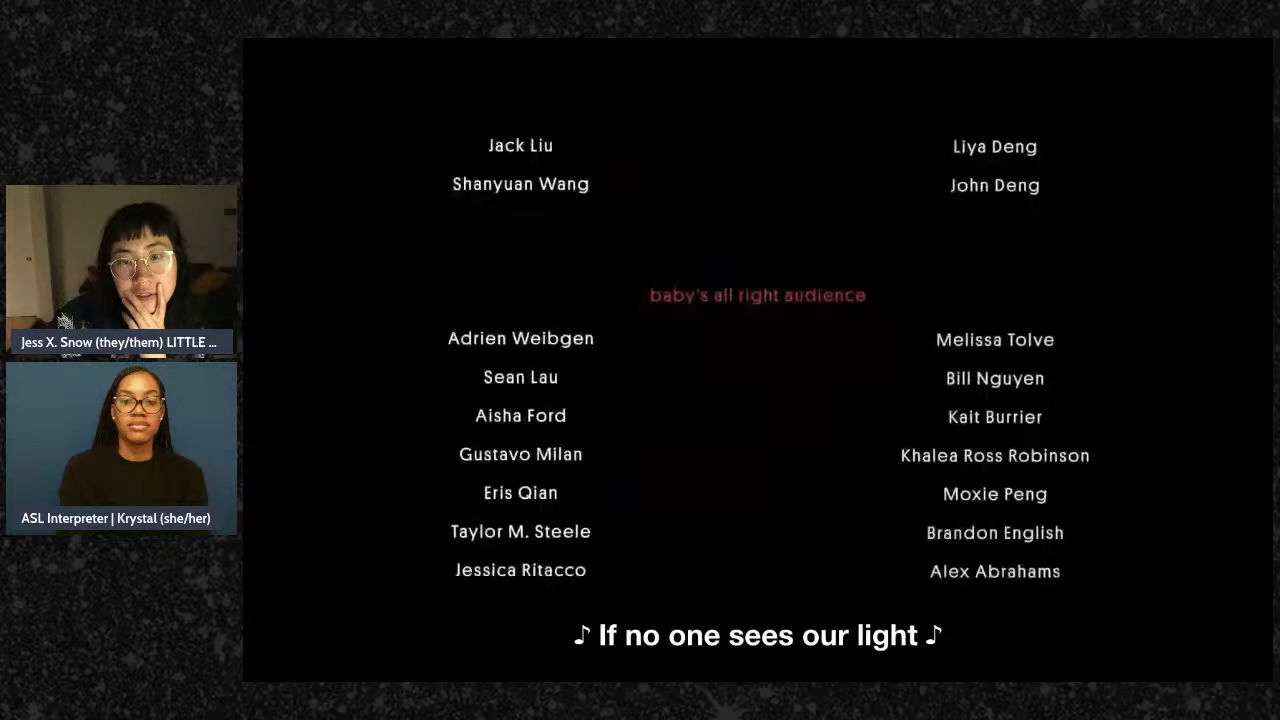 Jack Liu
Liya Deng
Shanyuan Wang
John Deng
baby's all right audience
Adrien Weibgen
Melissa Tolve
Sean Lau
Bill Nguyen
Aisha Ford
Kait Burrier
Gustavo Milan
Khalea Ross Robinson
Eris Qian
Moxie Peng
Taylor M. Steele
Brandon English
Jessica Ritacco
Alex Abrahams
♪ If no one sees our light ♪
Jess X. Snow (they/them) LITTLE ...
ASL Interpreter | Krystal (she/her)